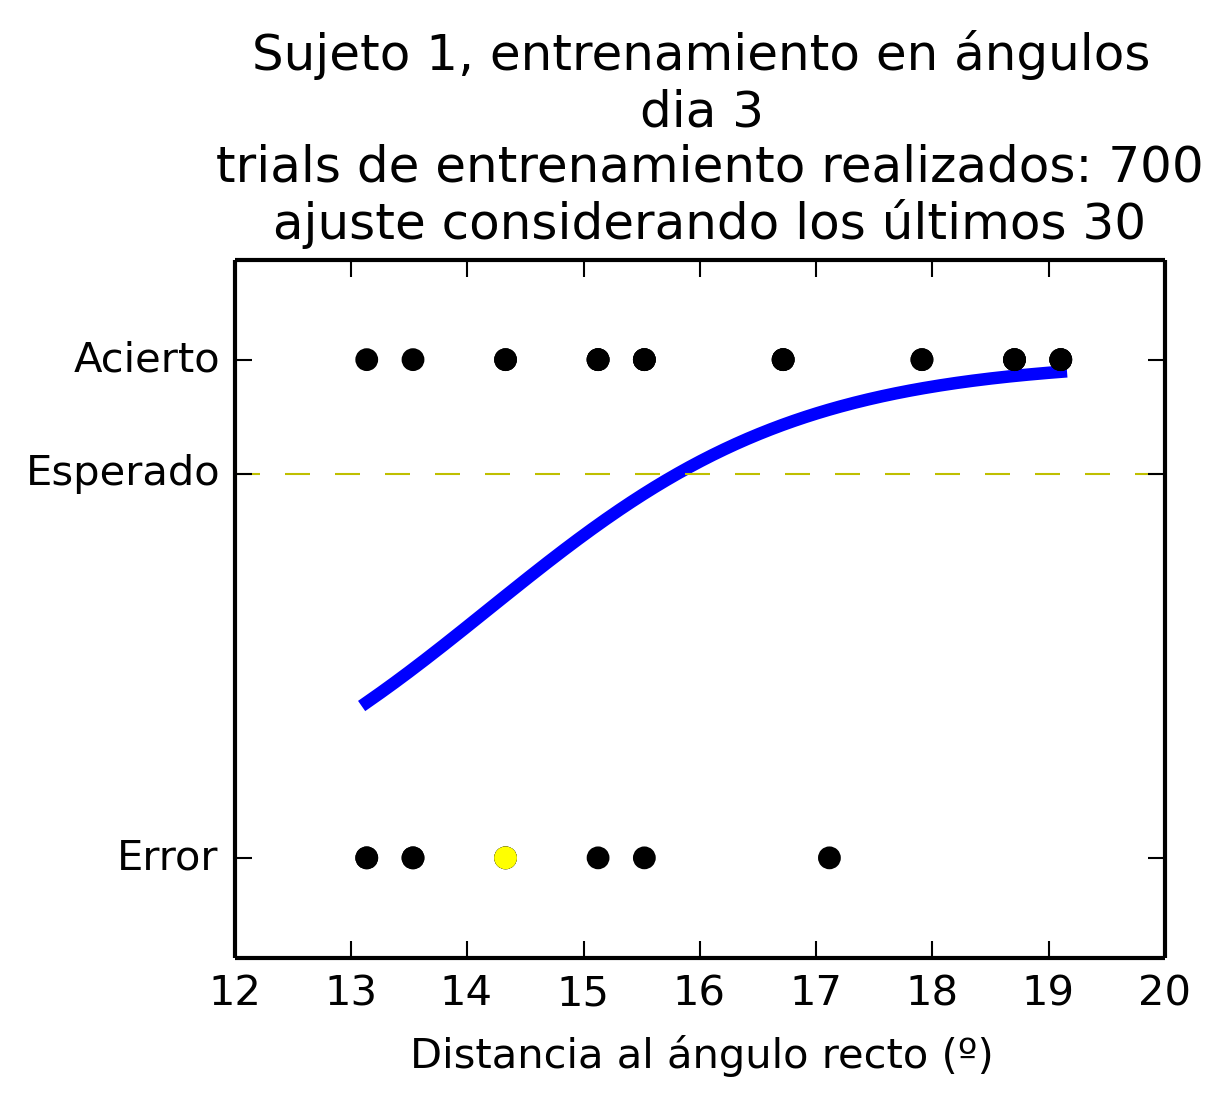 Sujeto 1, entrenamiento en ángulos
dia 3
trials de entrenamiento realizados: 700
ajuste considerando los últimos 30
Acierto
Esperado
Error
12 13 14 15 16 17 18 19 20
Distancia al ángulo recto (º)